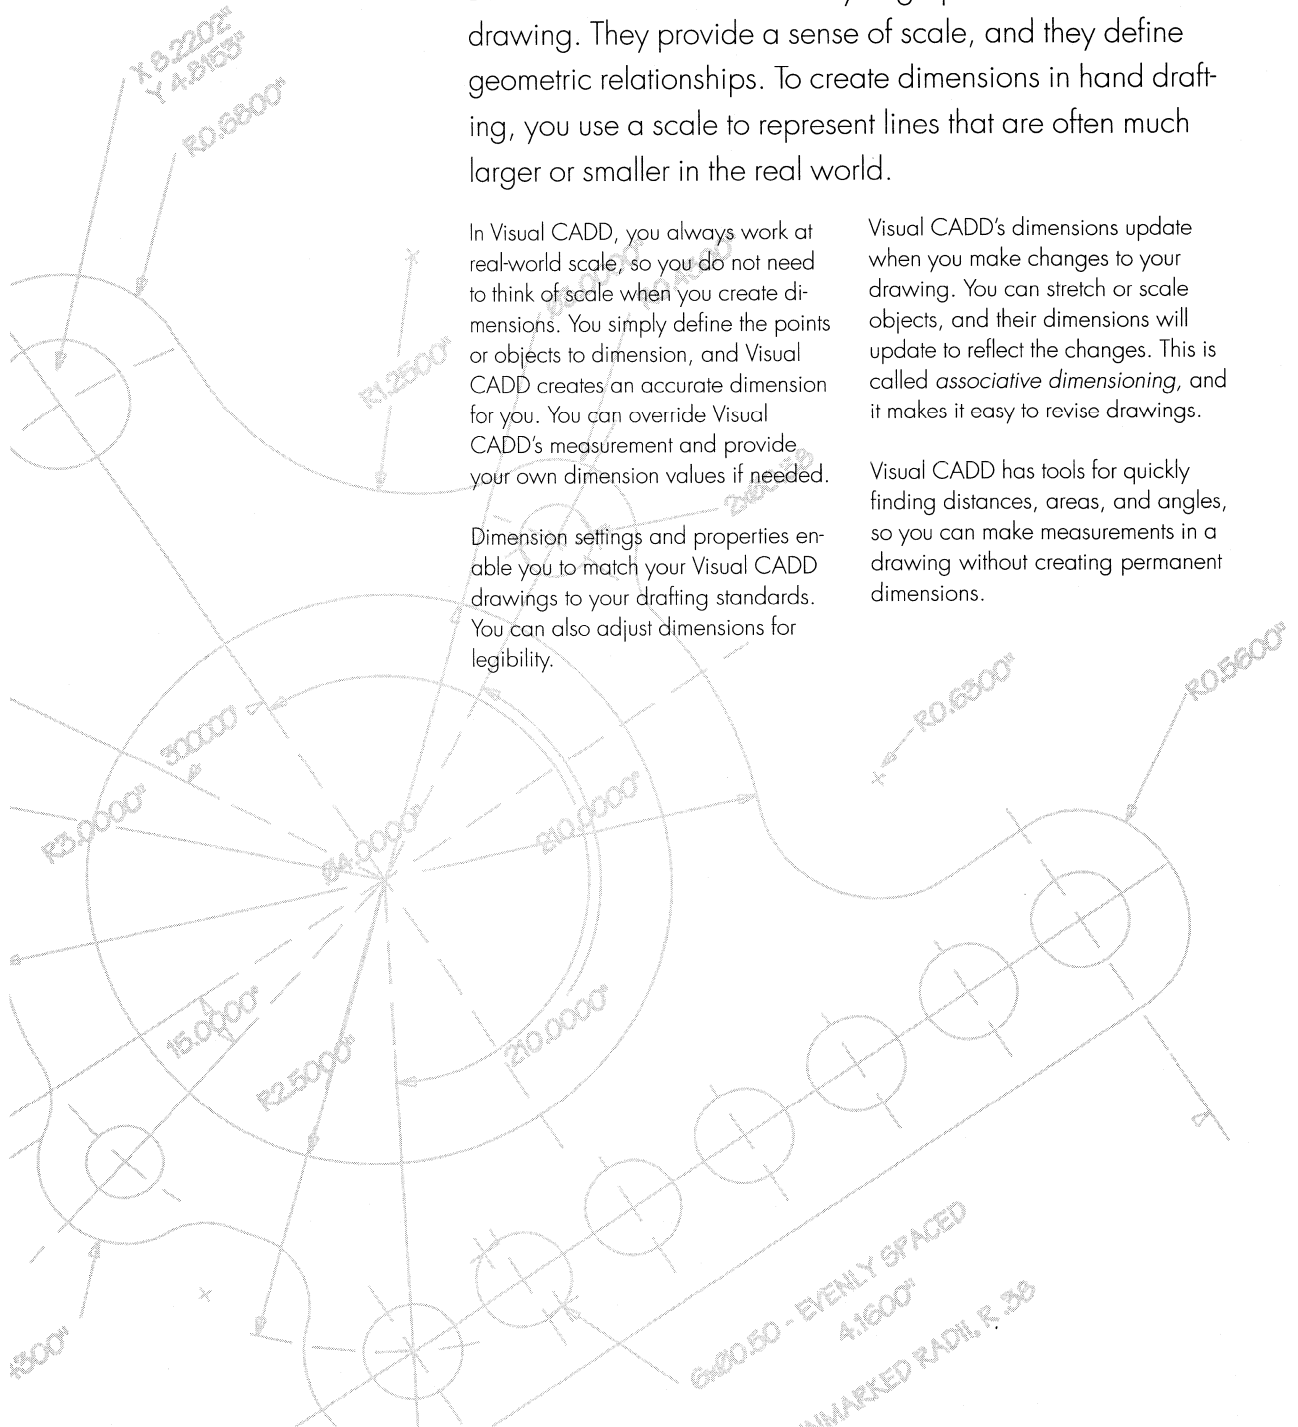 drawing. They provide a sense of scale, and they define
geometric relationships. To create dimensions in hand draft-
ing, you use a scale to represent lines that are often much
larger or smaller in the real world.
In Visual CADD, you always work at
real-world scale, so you do not need
to think of scale when you create di-
mensions. You simply define the points
or objects to dimension, and Visual
CADD creates an accurate dimension
for you. You can override Visual
CADD's measurement and provide
your own dimension values if needed.
Dimension settings and properties en-
able you to match your Visual CADD
drawings to your drafting standards.
You can also adjust dimensions for
legibility.
Visual CADD's dimensions update
when you make changes to your
drawing. You can stretch or scale
objects, and their dimensions will
update to reflect the changes. This is
called associative dimensioning, and
it makes it easy to revise drawings.
Visual CADD has tools for quickly
finding distances, areas, and angles,
so you can make measurements in a
drawing without creating permanent
dimensions.
X 8.2202"
Y 4.8153"
R0.6800"
R1.2500"
R0.6300"
R0.5600"
R3.0000"
Ø4.0000"
210.0000°
15.0000°
R2.5000"
210.0000°
6xØ0.50 - EVENLY SPACED
4.1600"
RADII, R .38